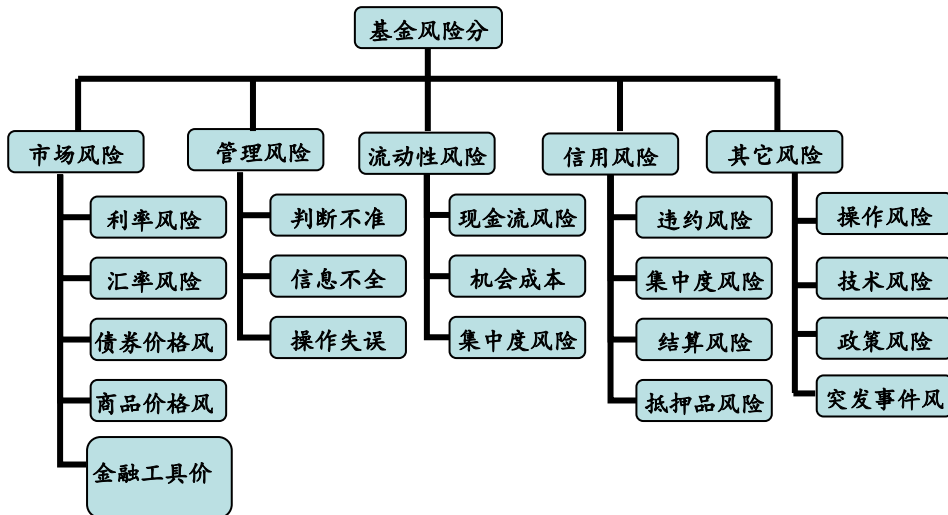 基金风险分
市场风险
管理风险
流动性风险
信用风险
其它风险
利率风险
汇率风险
债券价格风
商品价格风
金融工具价
判断不准
信息不全
操作失误
现金流风险
机会成本
集中度风险
违约风险
集中度风险
结算风险
抵押品风险
操作风险
技术风险
政策风险
突发事件风